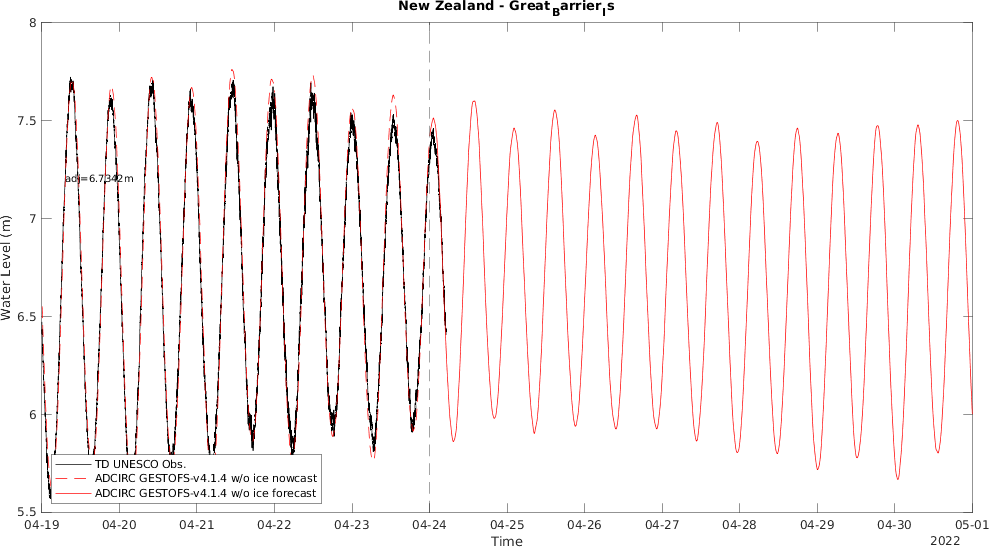 New Zealand - Great_Barrier_Is
8
7.5
7
6.5
6
5.5
Water Level (m)
adj=6.7342m
TD UNESCO Obs.
ADCIRC GESTOFS-v4.1.4 w/o ice nowcast
ADCIRC GESTOFS-v4.1.4 w/o ice forecast
04-19 04-20 04-21 04-22 04-23 04-24 04-25 04-26 04-27 04-28 04-29 04-30 05-01
Time
2022